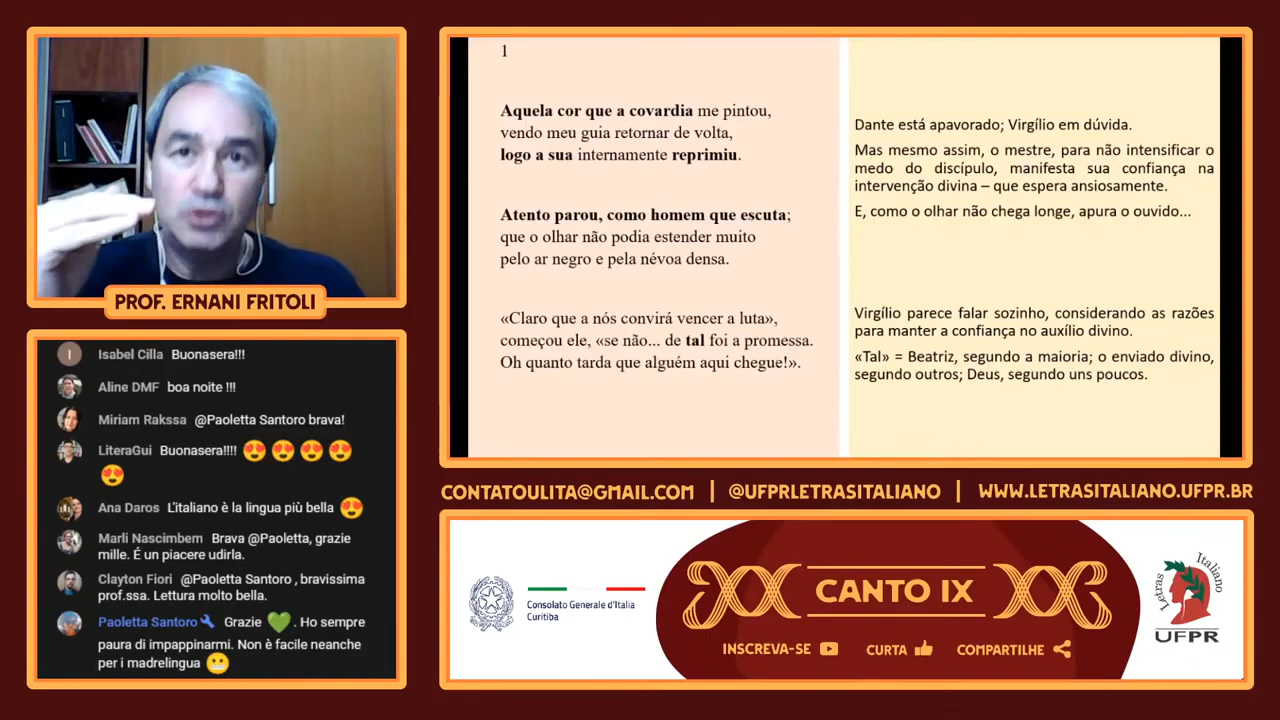 PROF. ERNANI FRITOLI
Isabel Cilla Buonasera!!!
Aline DMF boa noite !!!
Miriam Rakssa @Paoletta Santoro brava!
LiteraGui Buonasera!!!! 😍 😍 😍 😍
😍
Ana Daros L'italiano è la lingua più bella 😍
Marli Nascimbem Brava @Paoletta, grazie
mille. É un piacere udirla.
Clayton Fiori @Paoletta Santoro , bravissima
prof.ssa. Lettura molto bella.
Paoletta Santoro🔧 Grazie 💚 . Ho sempre
paura di impappinarmi. Non è facile neanche
per i madrelingua 😬
1
Aquela cor que a covardia me pintou,
vendo meu guia retornar de volta,
logo a sua internamente reprimiu.
Atento parou, como homem que escuta;
que o olhar não podia estender muito
pelo ar negro e pela névoa densa.
«Claro que a nós convirá vencer a luta»,
começou ele, «se não... de tal foi a promessa.
Oh quanto tarda que alguém aqui chegue!».
Dante está apavorado; Virgílio em dúvida.
Mas mesmo assim, o mestre, para não intensificar o
medo do discípulo, manifesta sua confiança na
intervenção divina – que espera ansiosamente.
E, como o olhar não chega longe, apura o ouvido...
Virgílio parece falar sozinho, considerando as razões
para manter a confiança no auxílio divino.
«Tal» = Beatriz, segundo a maioria; o enviado divino,
segundo outros; Deus, segundo uns poucos.
CONTATOULITA@GMAIL.COM | @UFPRLETRASITALIANO | WWW.LETRASITALIANO.UFPR.BR
Consolato Generale d'Italia
Curitiba
CANTO IX
INSCREVA-SE CURTA COMPARTILHE
Letras Italiano
UFPR